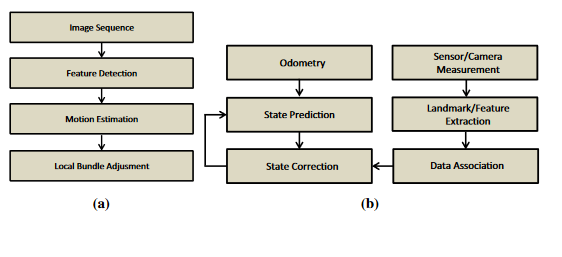 Image Sequence
Feature Detection
Motion Estimation
Local Bundle Adjusment
(a)
Odometry
State Prediction
State Correction
Sensor/Camera
Measurement
Landmark/Feature
Extraction
Data Association
(b)